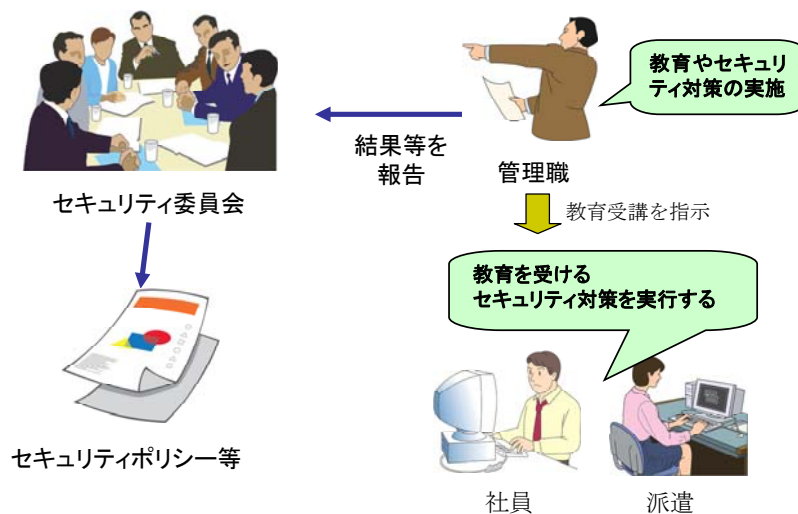 教育やセキュリ
ティ対策の実施
結果等を
報告
管理職
セキュリティ委員会
教育受講を指示
教育を受ける
セキュリティ対策を実行する
セキュリティポリシー等
社員
派遣